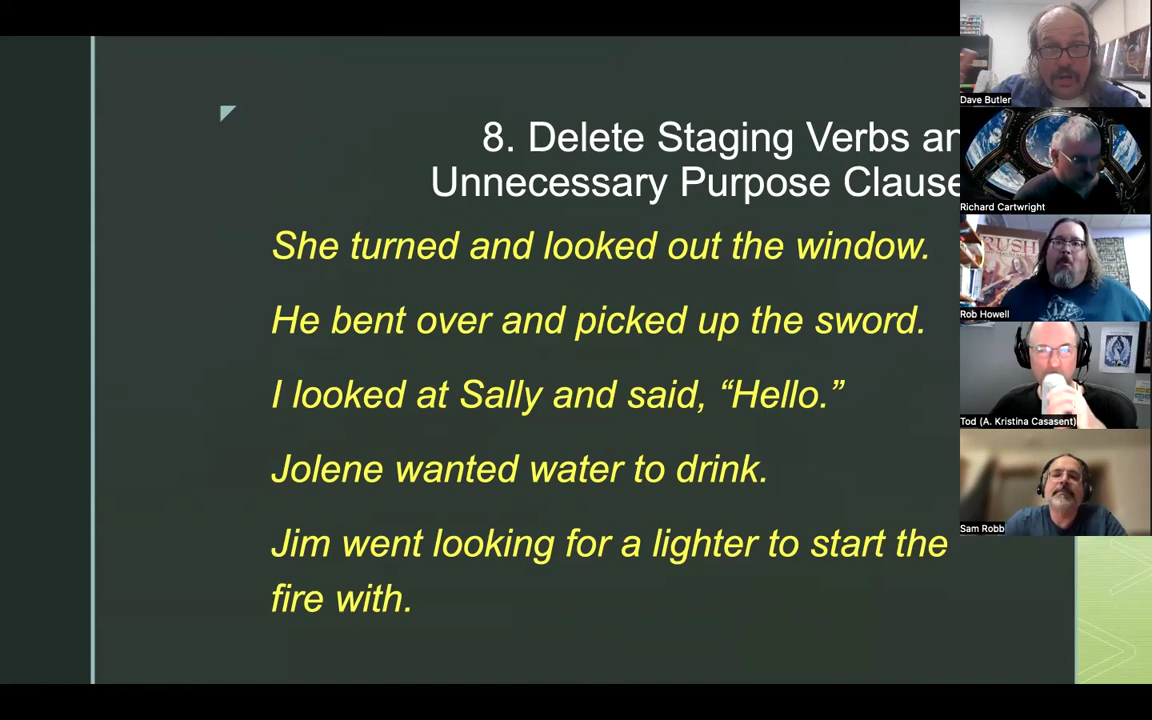 8. Delete Staging Verbs an
Unnecessary Purpose Clause
She turned and looked out the window.
He bent over and picked up the sword.
I looked at Sally and said, “Hello.”
Jolene wanted water to drink.
Jim went looking for a lighter to start the
fire with.
Dave Butler
Richard Cartwright
RUSH
Rob Howell
Tod (A. Kristina Casasent)
Sam Robb